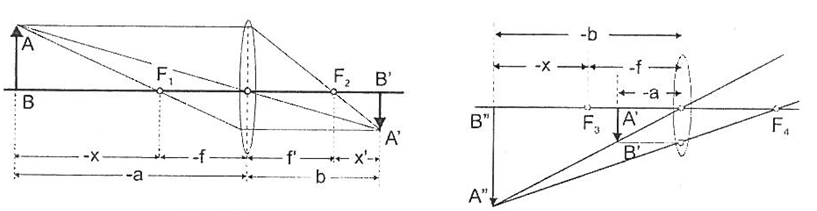 A
B
F₁
F₂
B'
A'
-x
-f
f'
x'
-a
b
-b
-x
-f
-a
B"
F₃
A'
F₄
B'
A"